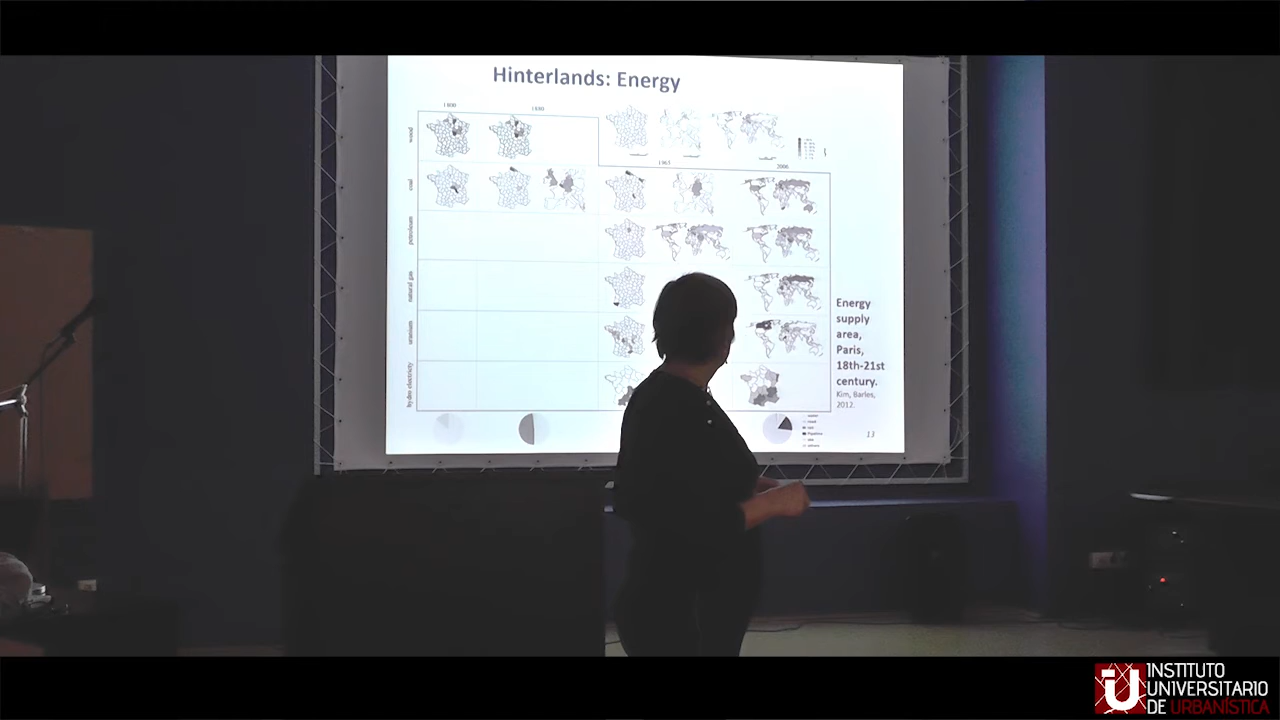 Hinterlands: Energy
1800
1880
wood
1965
2006
coal
petroleum
natural gas
uranium
hydro electricity
Energy
supply
area,
Paris,
18th-21st
century.
Kim, Barles,
2012.
13
INSTITUTO
UNIVERSITARIO
DE URBANÍSTICA